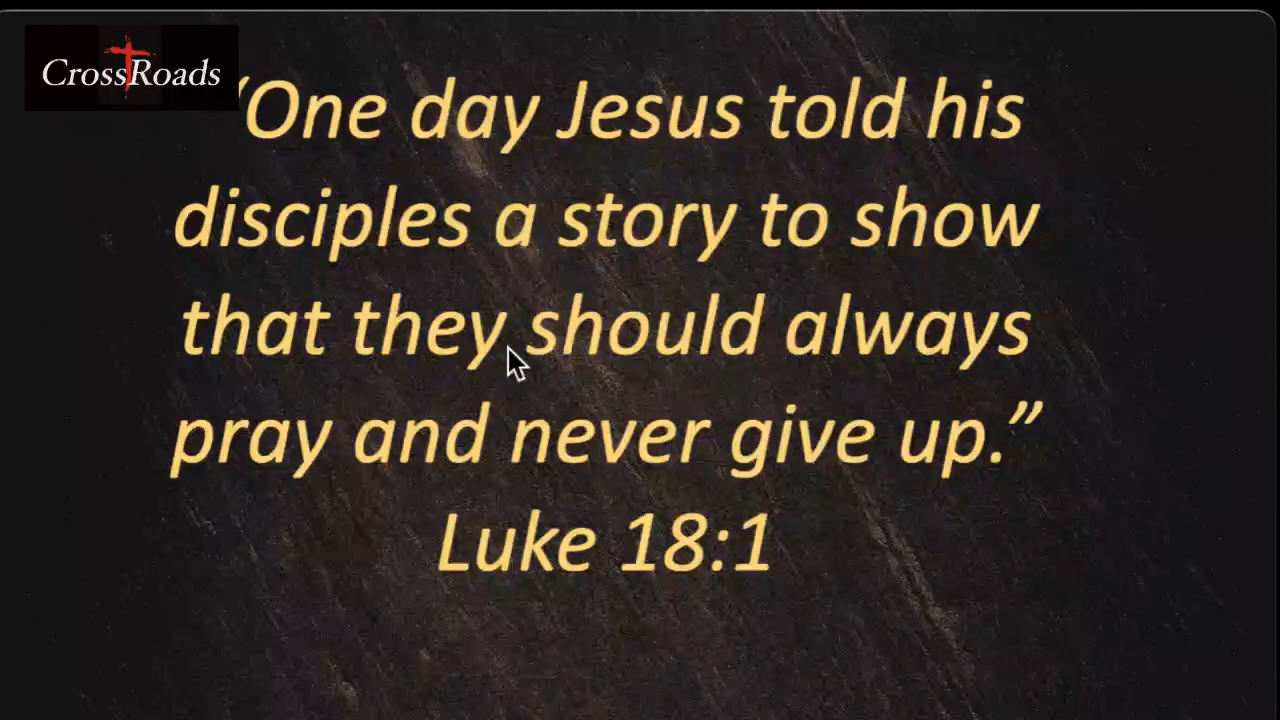 CrossRoads
“One day Jesus told his
disciples a story to show
that they should always
pray and never give up.”
Luke 18:1